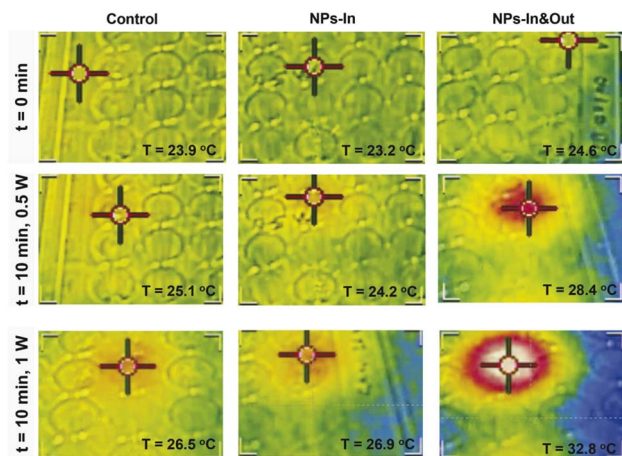 Control NPs-In NPs-In&Out
t = 0 min
T = 23.9 °C T = 23.2 °C T = 24.6 °C
t = 10 min, 0.5 W
T = 25.1 °C T = 24.2 °C T = 28.4 °C
t = 10 min, 1 W
T = 26.5 °C T = 26.9 °C T = 32.8 °C